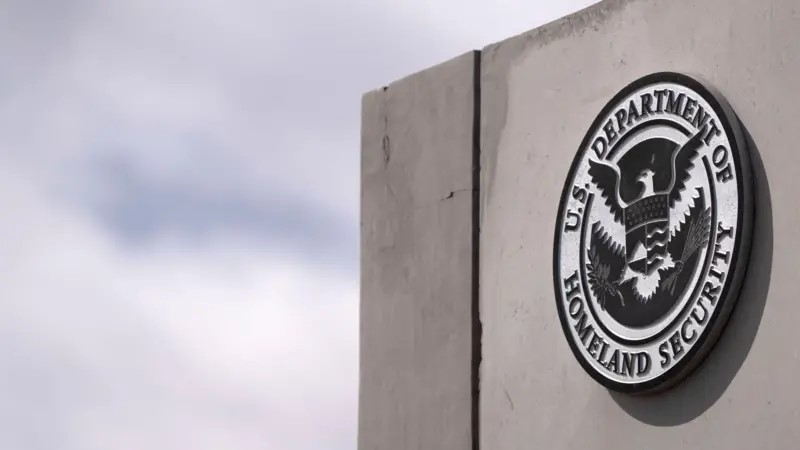 U.S. DEPARTMENT OF
HOMELAND SECURITY